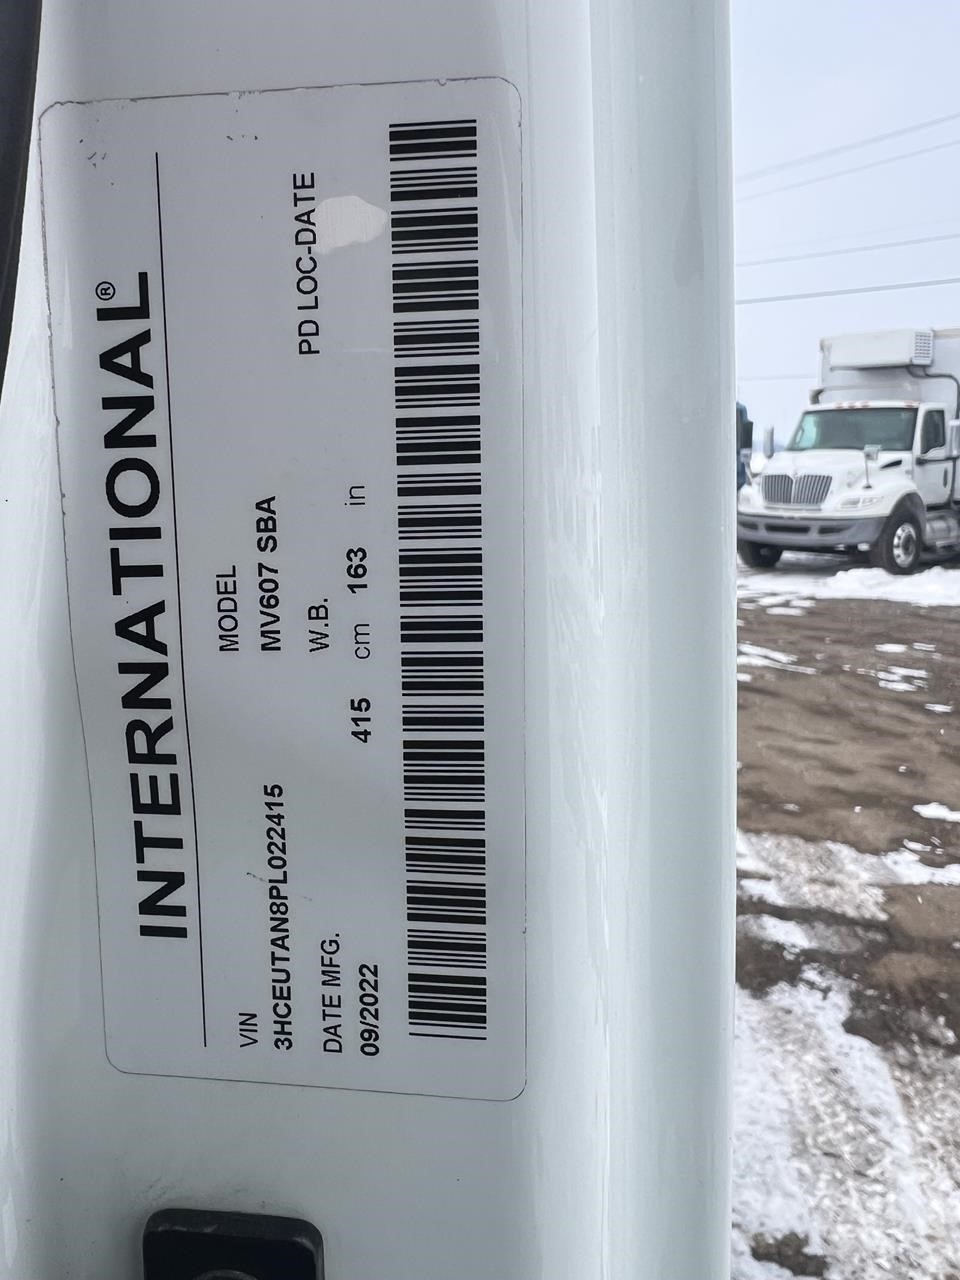 INTERNATIONAL®
VIN
3HCEUTAN8PL022415
MODEL
MV607 SBA
DATE MFG.
09/2022
W.B.
415 cm 163 in
PD LOC-DATE